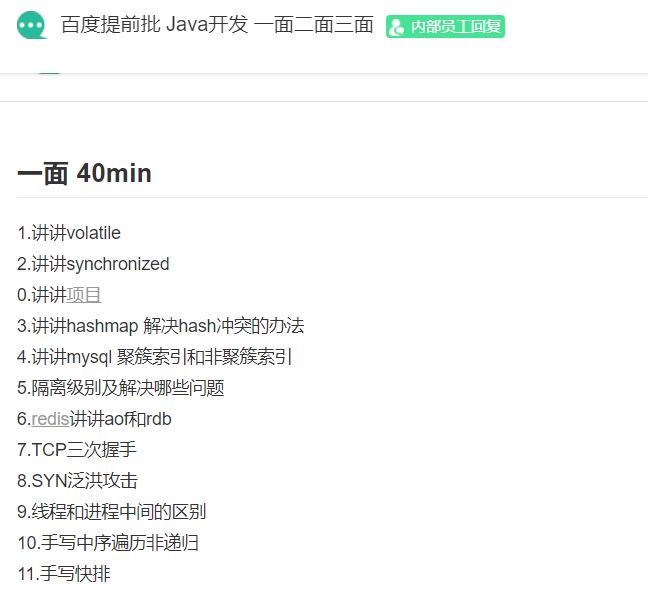 百度提前批 Java开发 一面二面三面 内部员工回复
一面 40min
1.讲讲volatile
2.讲讲synchronized
0.讲讲项目
3.讲讲hashmap 解决hash冲突的办法
4.讲讲mysql 聚簇索引和非聚簇索引
5.隔离级别及解决哪些问题
6.redis讲讲aof和rdb
7.TCP三次握手
8.SYN泛洪攻击
9.线程和进程中间的区别
10.手写中序遍历非递归
11.手写快排